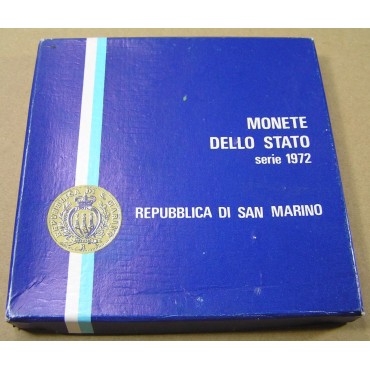 MONETE
DELLO STATO
serie 1972
REPUBBLICA DI SAN MARINO